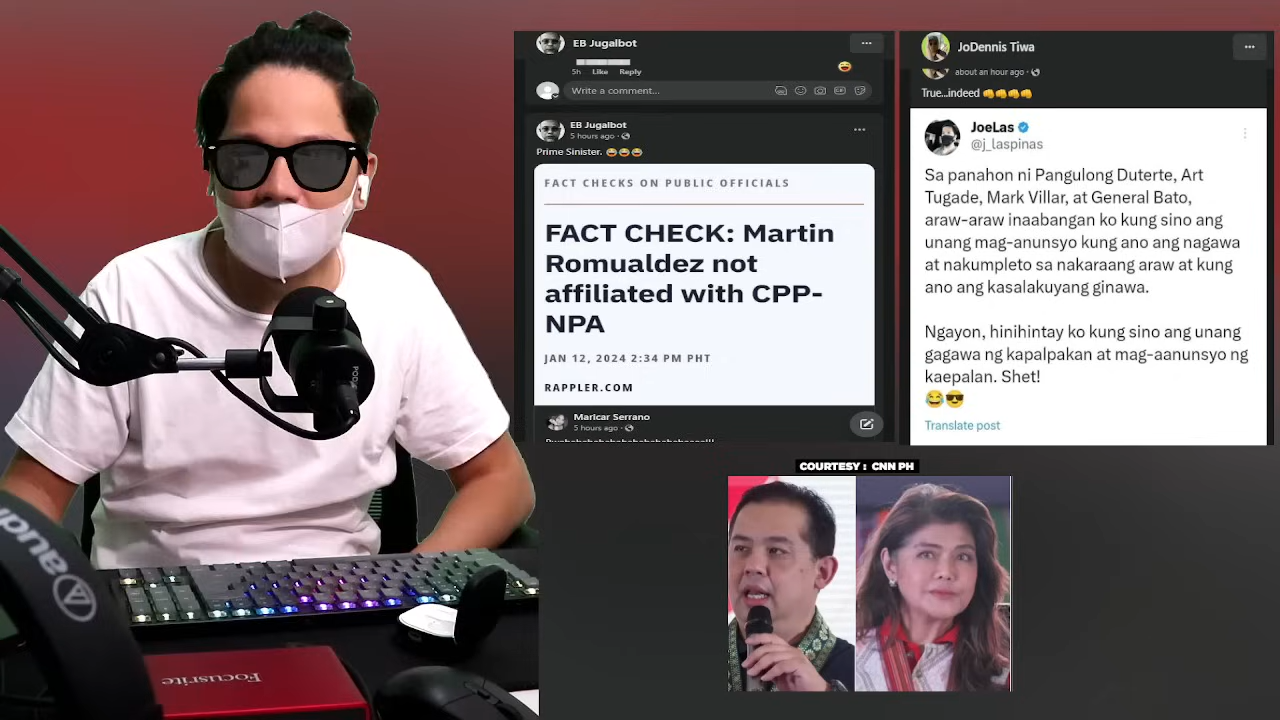 EB Jugalbot
5h Like Reply
Write a comment...
EB Jugalbot
5 hours ago
Prime Sinister. 😂😂😂
FACT CHECKS ON PUBLIC OFFICIALS
FACT CHECK: Martin
Romualdez not
affiliated with CPP-
NPA
JAN 12, 2024 2:34 PM PHT
RAPPLER.COM
Maricar Serrano
5 hours ago
JoDennis Tiwa
about an hour ago
True...indeed 👊👊👊👊
JoeLas
@j_laspinas
Sa panahon ni Pangulong Duterte, Art
Tugade, Mark Villar, at General Bato,
araw-araw inaabangan ko kung sino ang
unang mag-anunsyo kung ano ang nagawa
at nakumpleto sa nakaraang araw at kung
ano ang kasalakuyang ginawa.
Ngayon, hinihintay ko kung sino ang unang
gagawa ng kapalpakan at mag-aanunsyo ng
kaepalan. Shet!
😂😎
Translate post
COURTESY : CNN PH
Focusrite